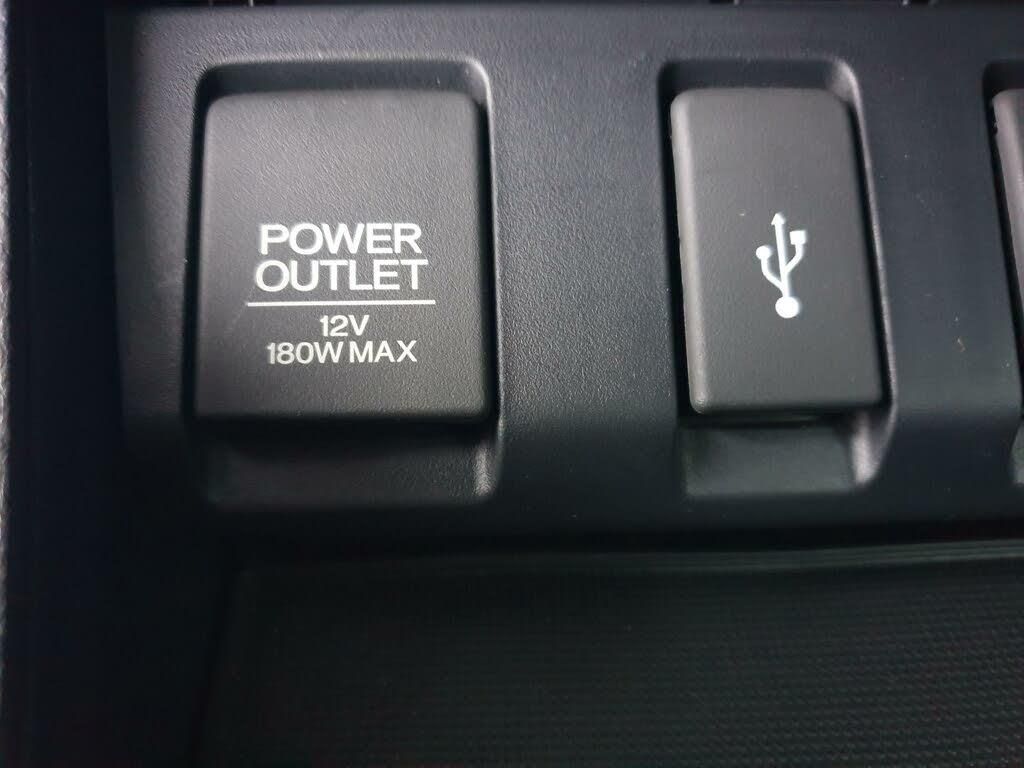 POWER
OUTLET
12V
180W MAX